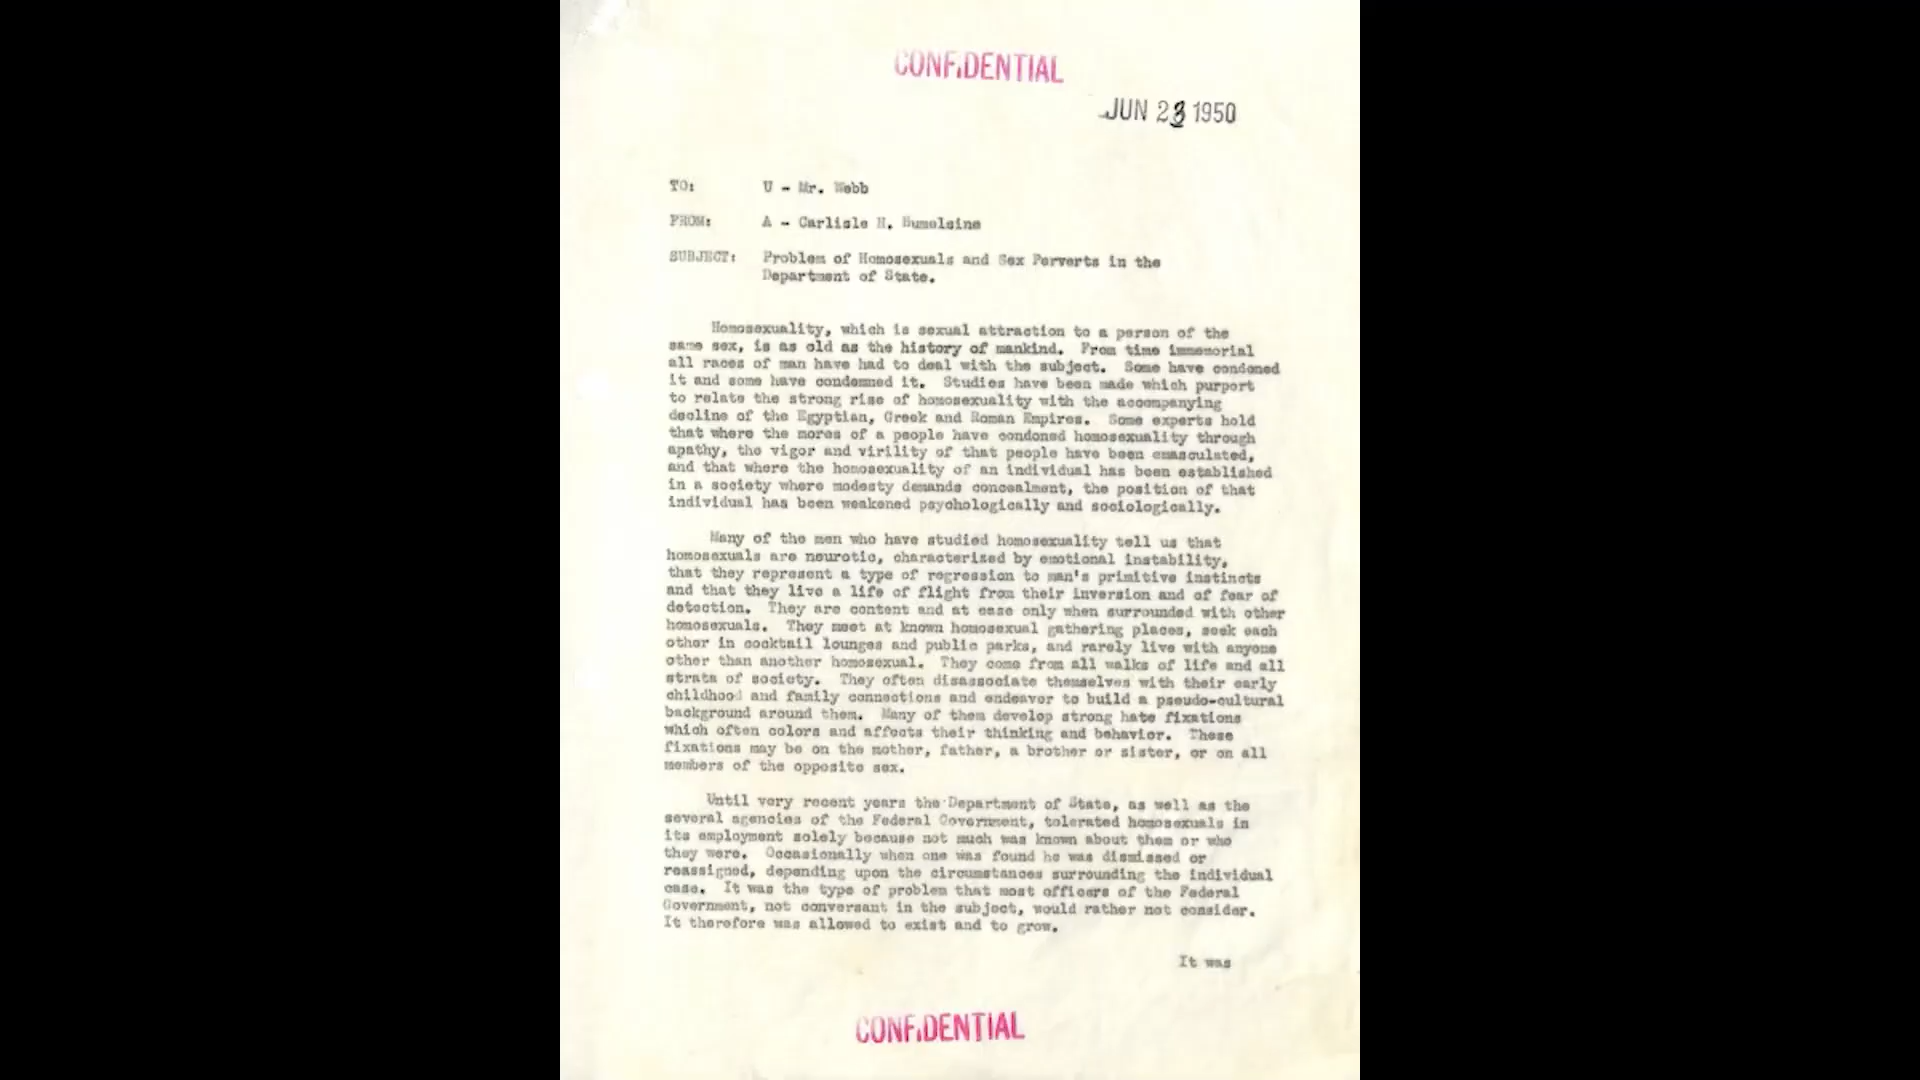 CONFIDENTIAL
JUN 23 1950
TO: U - Mr. Webb
FROM: A - Carlisle H. Humelsine
SUBJECT: Problem of Homosexuals and Sex Perverts in the
Department of State.
Homosexuality, which is sexual attraction to a person of the
same sex, is as old as the history of mankind. From time immemorial
all races of man have had to deal with the subject. Some have condoned
it and some have condemned it. Studies have been made which purport
to relate the strong rise of homosexuality with the accompanying
decline of the Egyptian, Greek and Roman Empires. Some experts hold
that where the mores of a people have condoned homosexuality through
apathy, the vigor and virility of that people have been emasculated,
and that where the homosexuality of an individual has been established
in a society where modesty demands concealment, the position of that
individual has been weakened psychologically and sociologically.
Many of the men who have studied homosexuality tell us that
homosexuals are neurotic, characterized by emotional instability,
that they represent a type of regression to man's primitive instincts
and that they live a life of flight from their inversion and of fear of
detection. They are content and at ease only when surrounded with other
homosexuals. They meet at known homosexual gathering places, seek each
other in cocktail lounges and public parks, and rarely live with anyone
other than another homosexual. They come from all walks of life and all
strata of society. They often disassociate themselves with their early
childhood and family connections and endeavor to build a pseudo-cultural
background around them. Many of them develop strong hate fixations
which often colors and affects their thinking and behavior. These
fixations may be on the mother, father, a brother or sister, or on all
members of the opposite sex.
Until very recent years the Department of State, as well as the
several agencies of the Federal Government, tolerated homosexuals in
its employment solely because not much was known about them or who
they were. Occasionally when one was found he was dismissed or
reassigned, depending upon the circumstances surrounding the individual
case. It was the type of problem that most officers of the Federal
Government, not conversant in the subject, would rather not consider.
It therefore was allowed to exist and to grow.
It was
CONFIDENTIAL